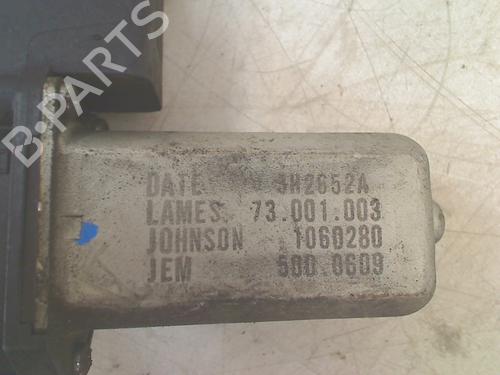 B-PARTS
DATE 3H2652A
LAMES 73.001.003
JOHNSON 1060280
JEM 500.0609